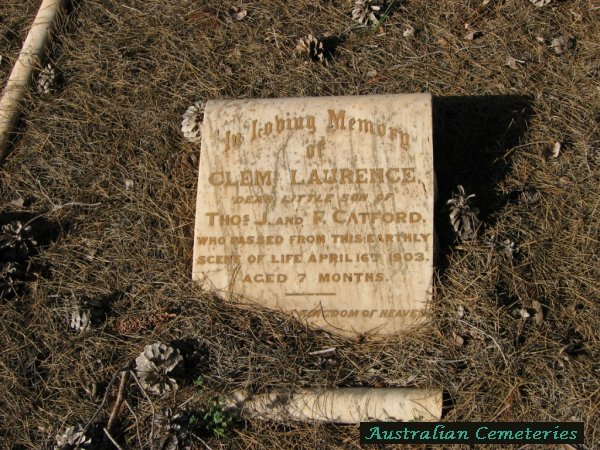 In Loving Memory
of
CLEM LAURENCE,
DEAR LITTLE SON OF
THOS J. AND F. CATFORD,
WHO PASSED FROM THIS EARTHLY
SCENE OF LIFE APRIL 16TH 1903.
AGED 7 MONTHS.
KINGDOM OF HEAVEN
AUSTRALIAN CEMETERIES